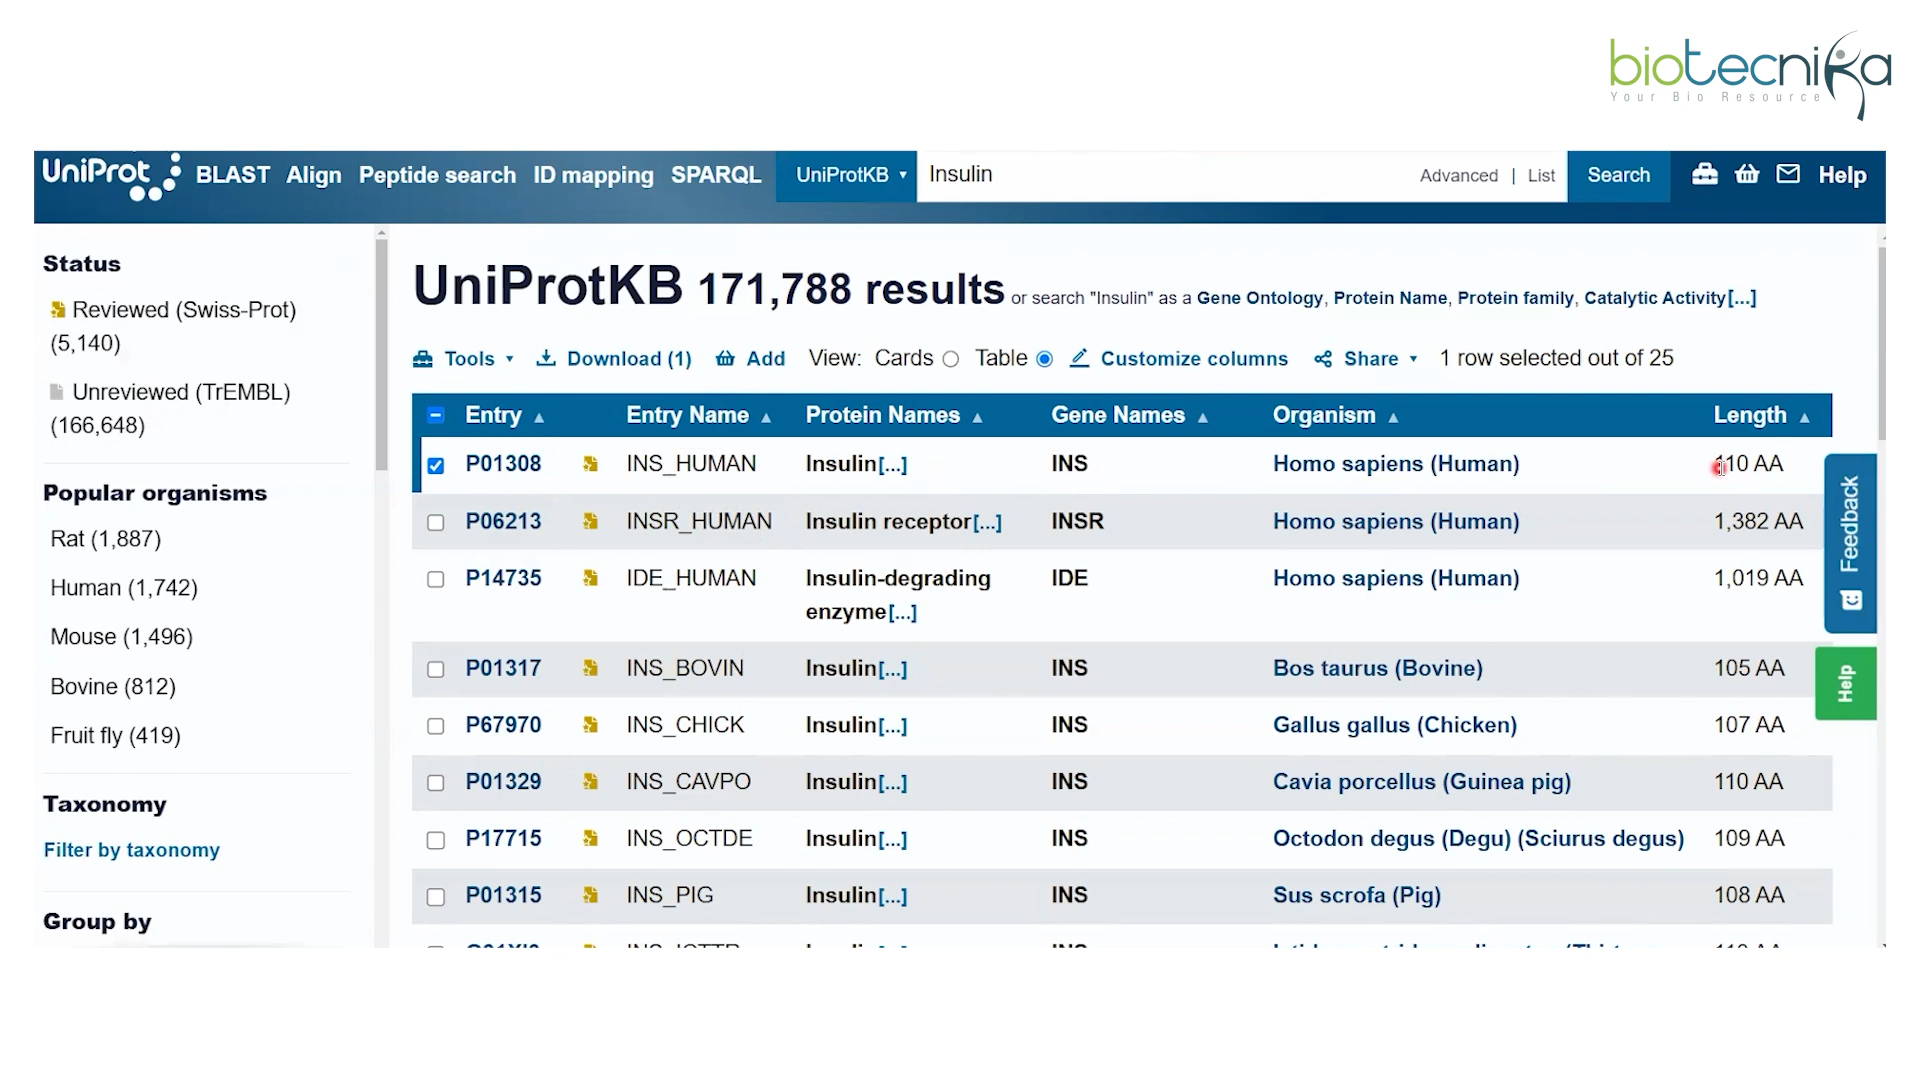 biotecnika
Your Bio Resource
UniProt BLAST Align Peptide search ID mapping SPARQL UniProtKB Insulin Advanced | List Search Help
Status
Reviewed (Swiss-Prot)
(5,140)
Unreviewed (TrEMBL)
(166,648)
Popular organisms
Rat (1,887)
Human (1,742)
Mouse (1,496)
Bovine (812)
Fruit fly (419)
Taxonomy
Filter by taxonomy
Group by
UniProtKB 171,788 results or search "Insulin" as a Gene Ontology, Protein Name, Protein family, Catalytic Activity[...]
Tools Download (1) Add View: Cards Table Customize columns Share 1 row selected out of 25
Entry Entry Name Protein Names Gene Names Organism Length
P01308 INS_HUMAN Insulin[...] INS Homo sapiens (Human) 110 AA
P06213 INSR_HUMAN Insulin receptor[...] INSR Homo sapiens (Human) 1,382 AA
P14735 IDE_HUMAN Insulin-degrading IDE Homo sapiens (Human) 1,019 AA
enzyme[...]
P01317 INS_BOVIN Insulin[...] INS Bos taurus (Bovine) 105 AA
P67970 INS_CHICK Insulin[...] INS Gallus gallus (Chicken) 107 AA
P01329 INS_CAVPO Insulin[...] INS Cavia porcellus (Guinea pig) 110 AA
P17715 INS_OCTDE Insulin[...] INS Octodon degus (Degu) (Sciurus degus) 109 AA
P01315 INS_PIG Insulin[...] INS Sus scrofa (Pig) 108 AA
Feedback
Help